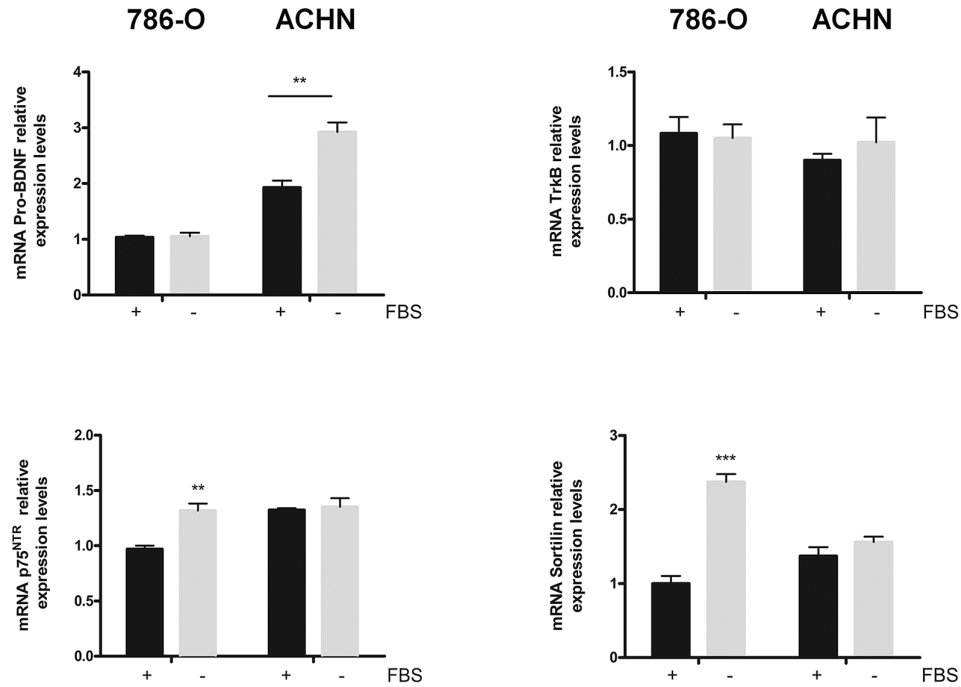 786-O ACHN
mRNA Pro-BDNF relative
expression levels
4
3
2
1
0
**
+ - + - FBS
786-O ACHN
mRNA TrkB relative
expression levels
1.5
1.0
0.5
0.0
+ - + - FBS
mRNA p75NTR relative
expression levels
2.0
1.5
1.0
0.5
0.0
**
+ - + - FBS
mRNA Sortilin relative
expression levels
3
2
1
0
***
+ - + - FBS